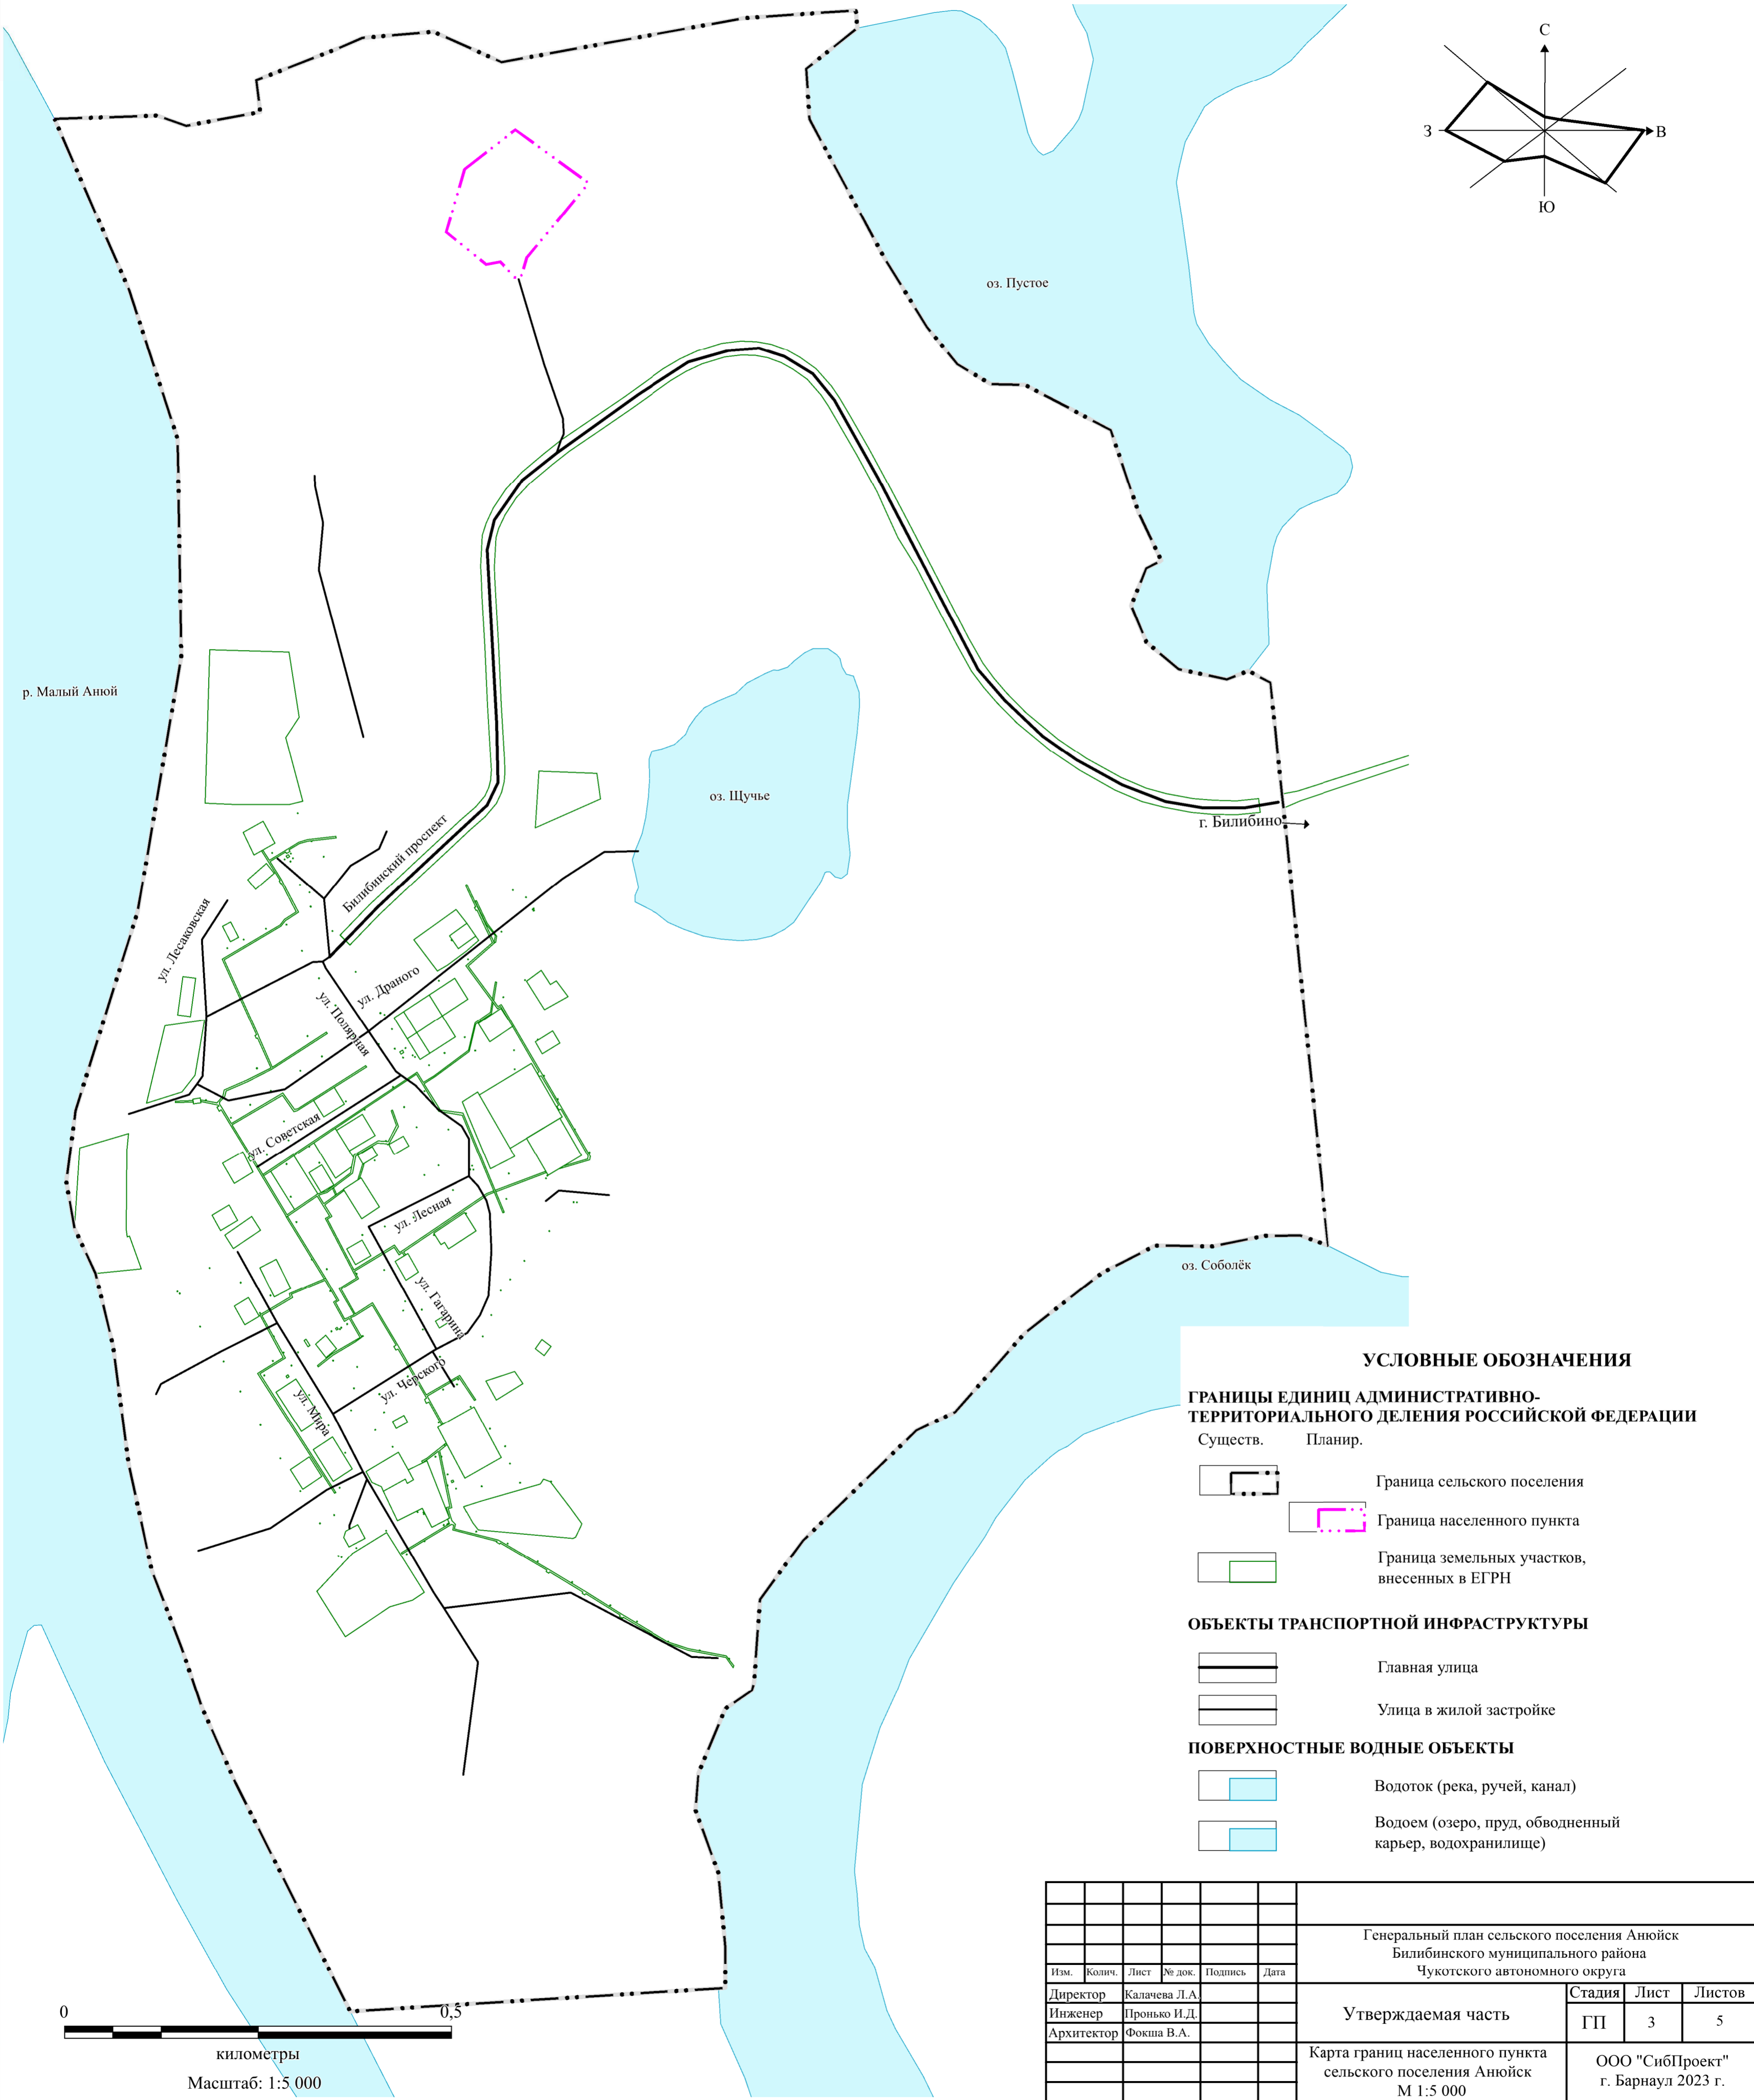 С
З
В
Ю
оз. Пустое
р. Малый Анюй
оз. Щучье
г. Билибино
Билибинский проспект
ул. Лесаковская
ул. Драного
ул. Полярная
ул. Советская
ул. Лесная
ул. Гагарина
ул. Черского
ул. Мира
оз. Соболёк
УСЛОВНЫЕ ОБОЗНАЧЕНИЯ
ГРАНИЦЫ ЕДИНИЦ АДМИНИСТРАТИВНО-
ТЕРРИТОРИАЛЬНОГО ДЕЛЕНИЯ РОССИЙСКОЙ ФЕДЕРАЦИИ
Существ. Планир.
Граница сельского поселения
Граница населенного пункта
Граница земельных участков,
внесенных в ЕГРН
ОБЪЕКТЫ ТРАНСПОРТНОЙ ИНФРАСТРУКТУРЫ
Главная улица
Улица в жилой застройке
ПОВЕРХНОСТНЫЕ ВОДНЫЕ ОБЪЕКТЫ
Водоток (река, ручей, канал)
Водоем (озеро, пруд, обводненный
карьер, водохранилище)
0 0,5
километры
Масштаб: 1:5 000
Генеральный план сельского поселения Анюйск
Билибинского муниципального района
Чукотского автономного округа
Изм. Колич. Лист № док. Подпись Дата
Директор Калачева Л.А.
Инженер Пронько И.Д.
Архитектор Фокша В.А.
Утверждаемая часть
Стадия Лист Листов
ГП 3 5
Карта границ населенного пункта
сельского поселения Анюйск
М 1:5 000
ООО "СибПроект"
г. Барнаул 2023 г.